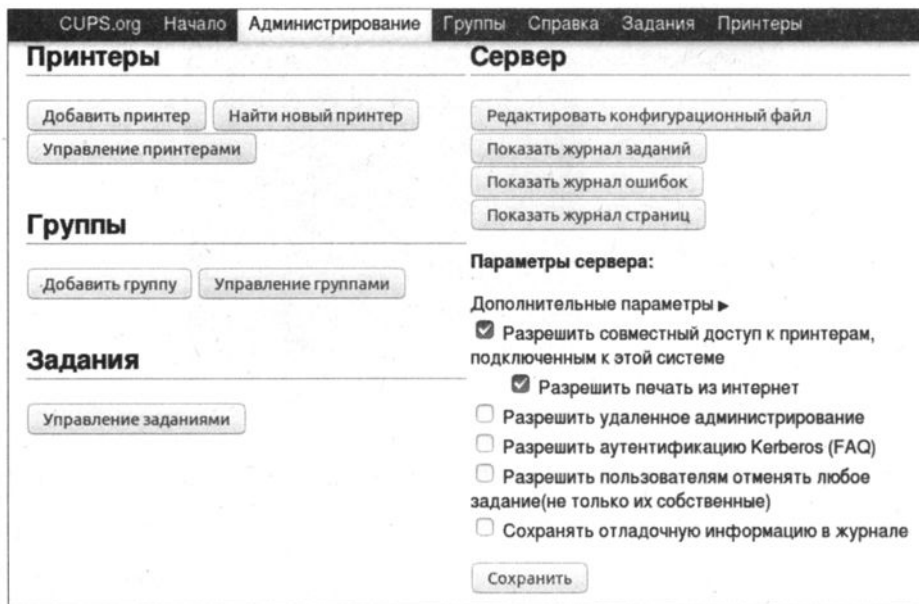 CUPS.org Начало Администрирование Группы Справка Задания Принтеры
Принтеры
Добавить принтер Найти новый принтер
Управление принтерами
Группы
Добавить группу Управление группами
Задания
Управление заданиями
Сервер
Редактировать конфигурационный файл
Показать журнал заданий
Показать журнал ошибок
Показать журнал страниц
Параметры сервера:
Дополнительные параметры ▶
Разрешить совместный доступ к принтерам,
подключенным к этой системе
Разрешить печать из интернет
Разрешить удаленное администрирование
Разрешить аутентификацию Kerberos (FAQ)
Разрешить пользователям отменять любое
задание(не только их собственные)
Сохранять отладочную информацию в журнале
Сохранить